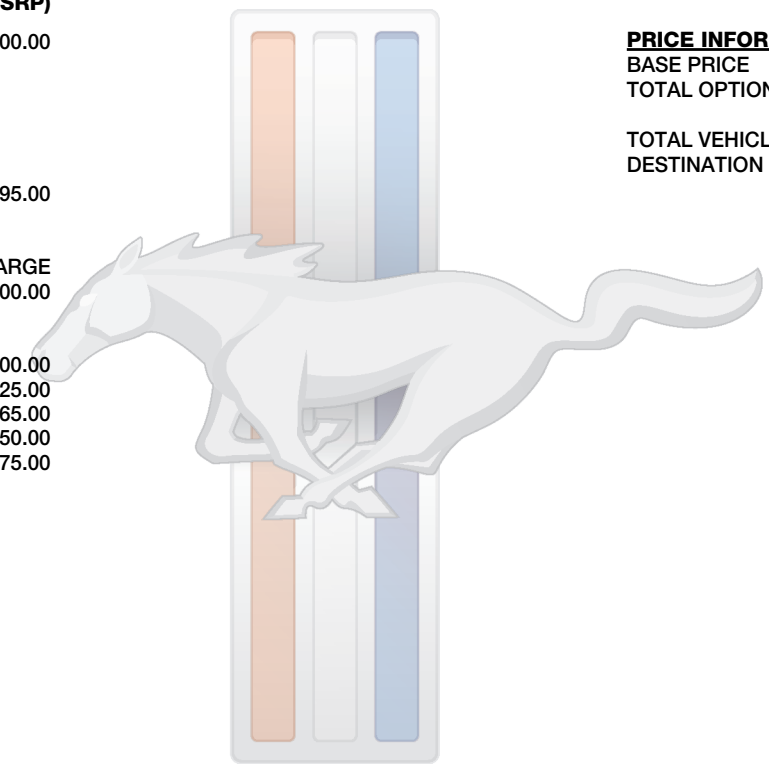 SRP)
00.00
95.00
ARGE
00.00
00.00
25.00
65.00
50.00
75.00
PRICE INFOR
BASE PRICE
TOTAL OPTION
TOTAL VEHICL
DESTINATION